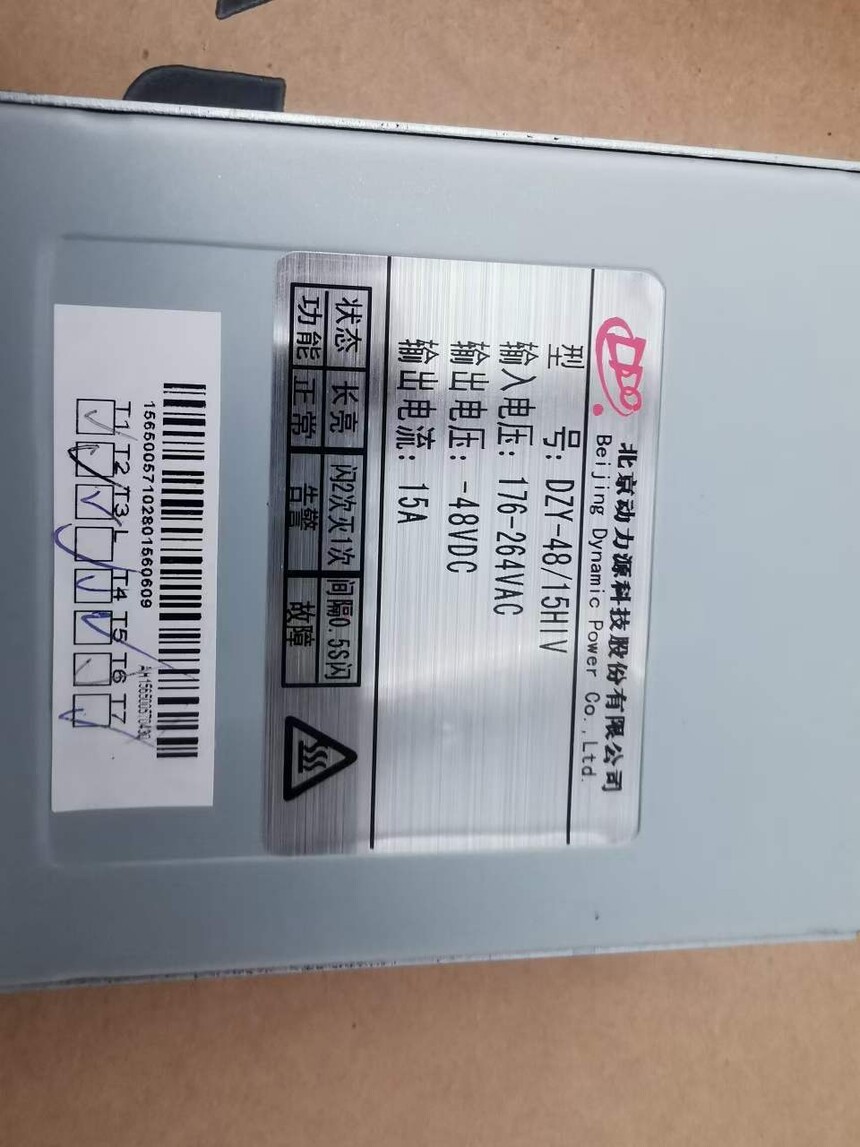 北京动力源科技股份有限公司
Beijing Dynamic Power Co.,Ltd.
型 号: DZY-48/15HIV
输入电压: 176-264VAC
输出电压: -48VDC
输出电流: 15A
状态 长亮 闪2次灭1次 间隔0.5S闪
功能 正常 告警 故障
15650057102801560609
T1 T2 T3 L T4 T5 T6 T7